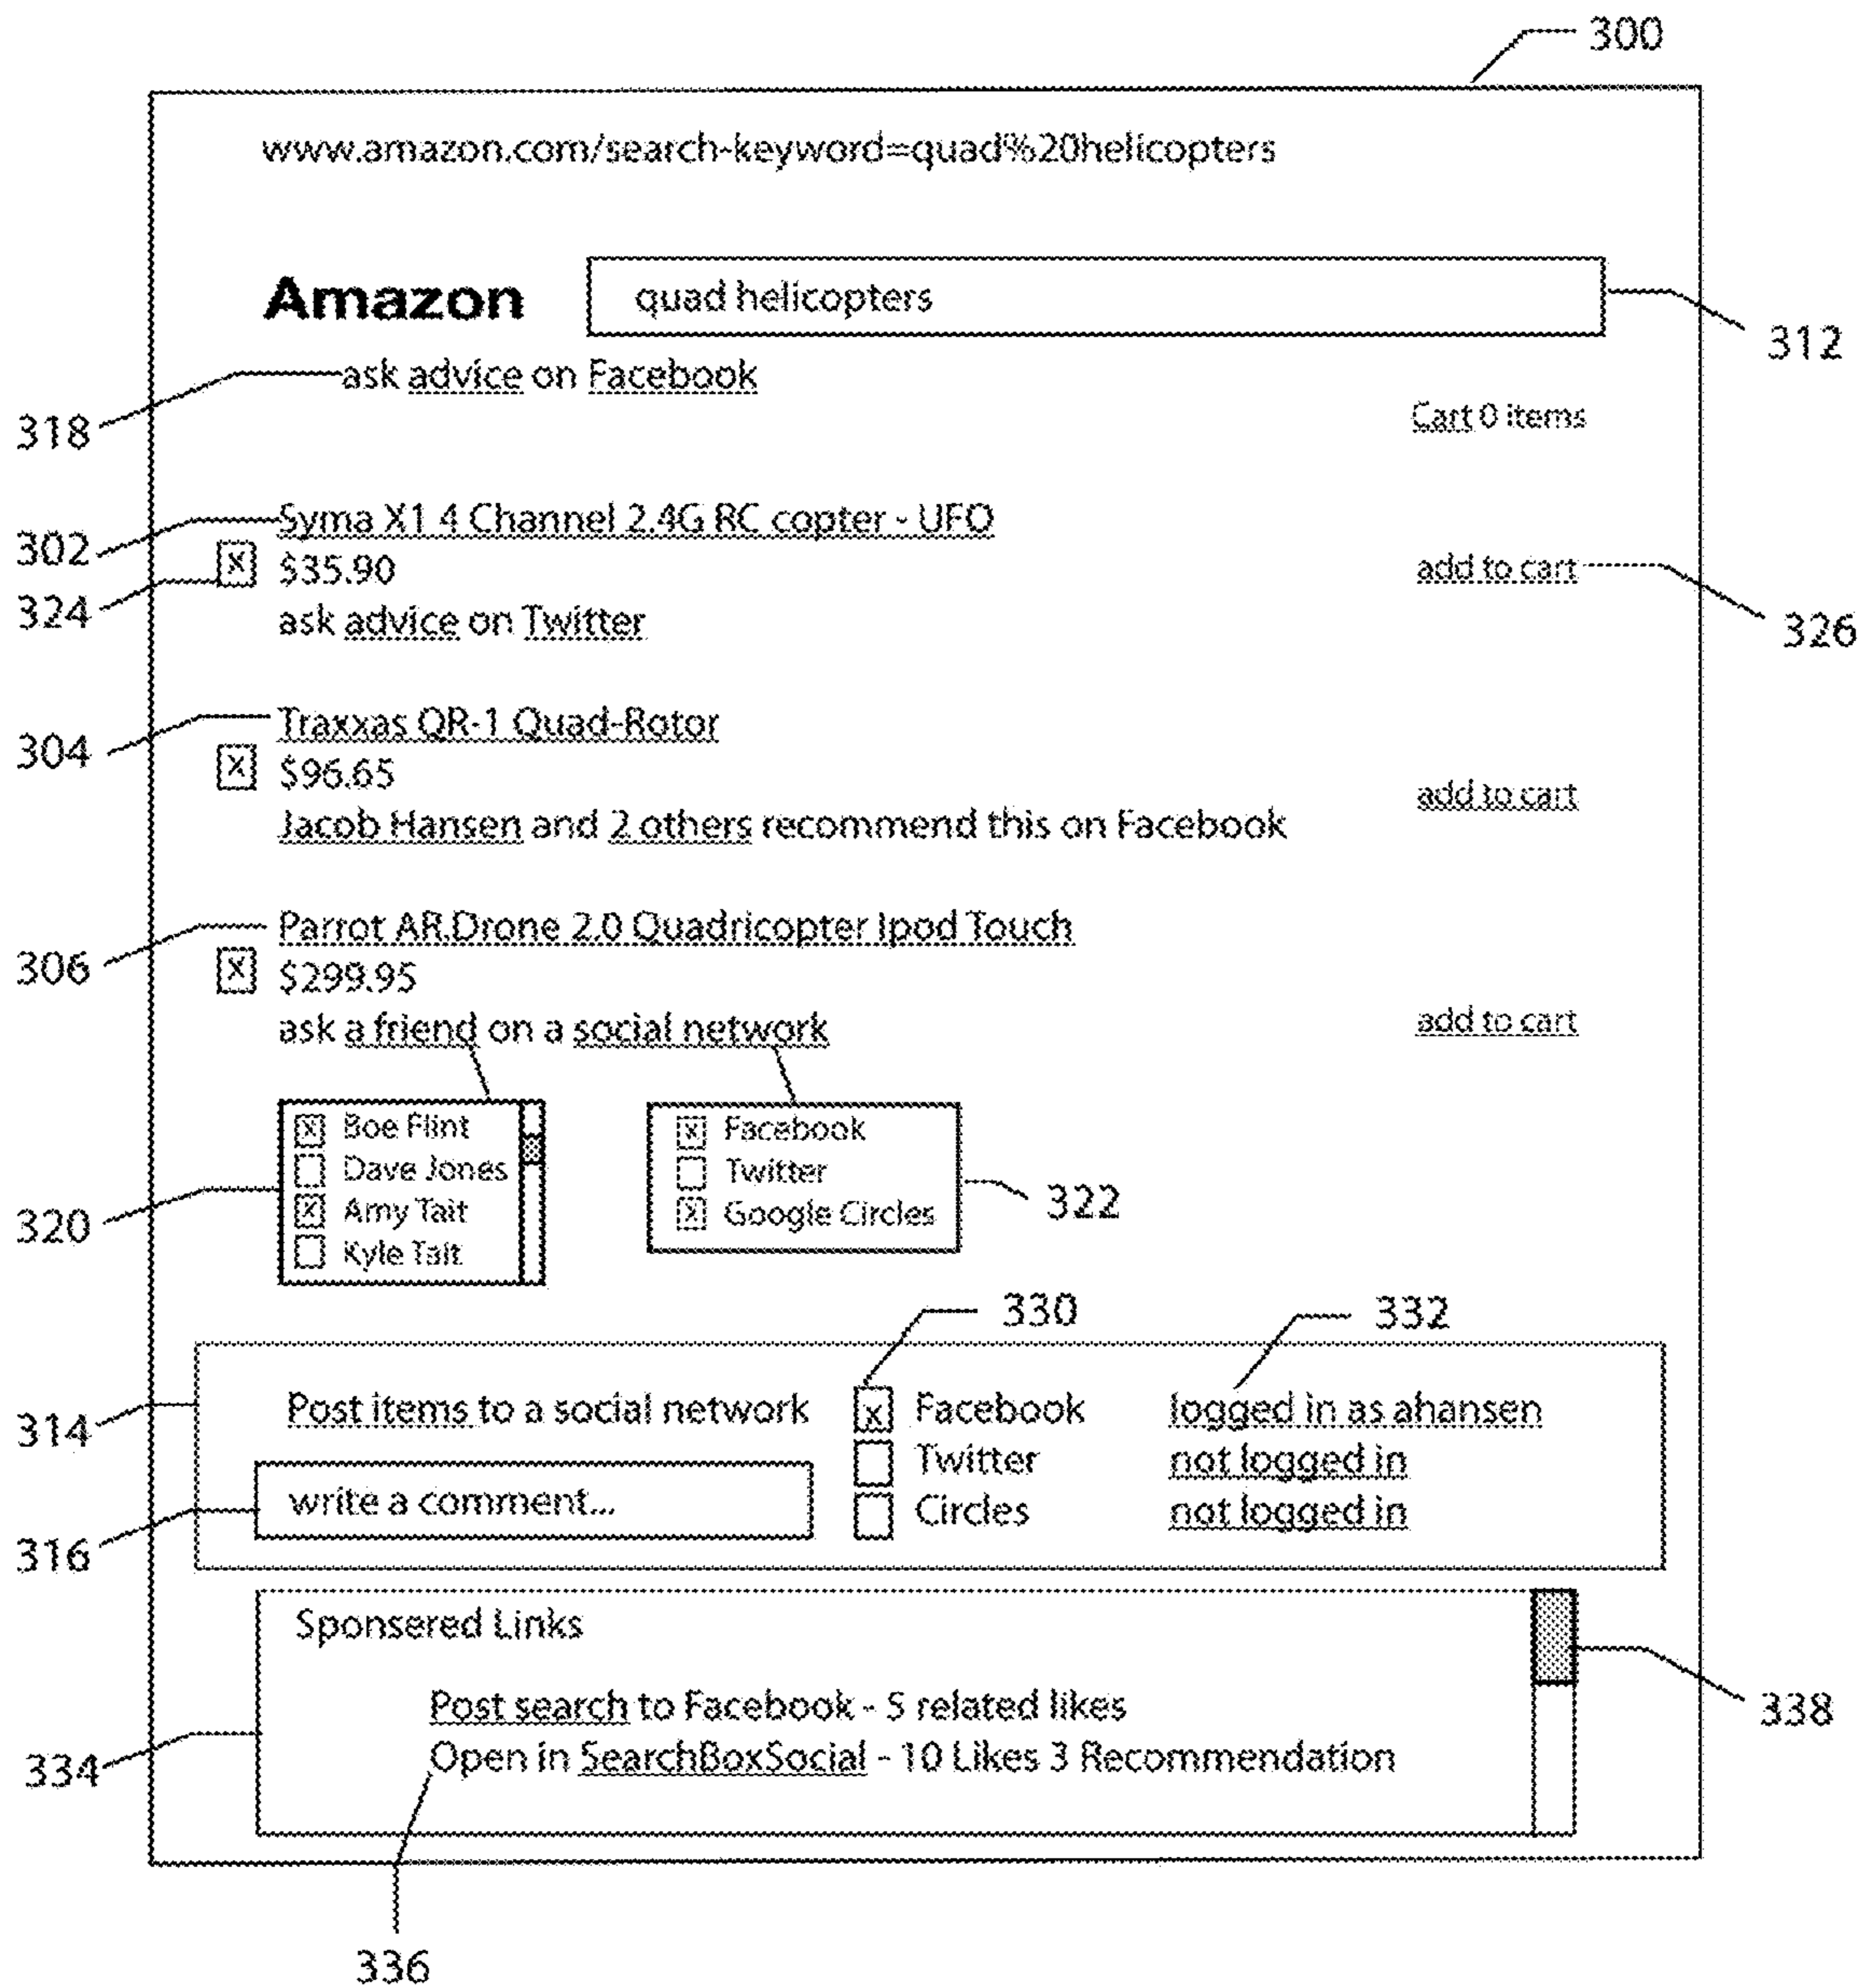 300
www.amazon.com/search-keyword=quad%20helicopters
Amazon
quad helicopters
312
ask advice on Facebook
318
Cart 0 items
Syma X1 4 Channel 2.4G RC copter - UFO
302
x $35.90
add to cart
324
ask advice on Twitter
326
Traxxas QR-1 Quad-Rotor
304
x $96.65
add to cart
Jacob Hansen and 2 others recommend this on Facebook
Parrot AR.Drone 2.0 Quadricopter Ipod Touch
306
x $299.95
ask a friend on a social network
add to cart
x Boe Flint
Dave Jones
x Amy Tait
Kyle Tait
320
x Facebook
Twitter
x Google Circles
322
330
332
314
Post items to a social network
x Facebook logged in as ahansen
Twitter not logged in
write a comment...
Circles not logged in
316
Sponsered Links
Post search to Facebook - 5 related likes
338
Open in SearchBoxSocial - 10 Likes 3 Recommendation
334
336